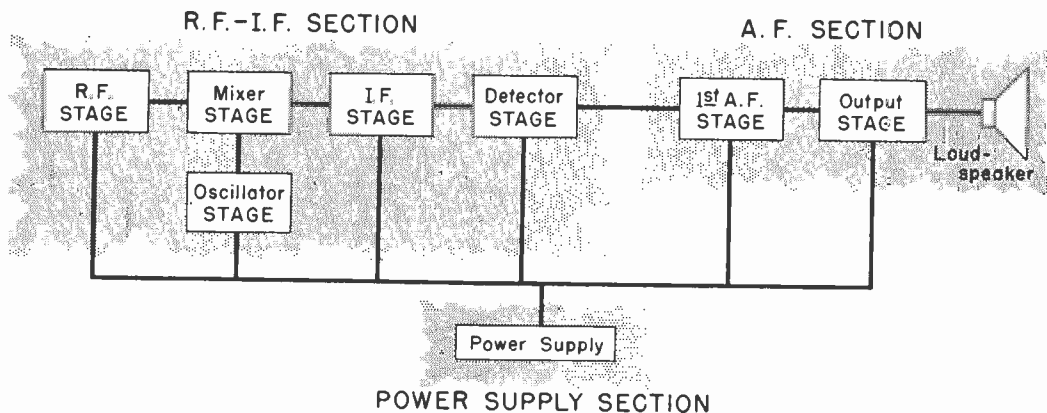 R.F.-I.F. SECTION
A.F. SECTION
R.F.
STAGE
Mixer
STAGE
I.F.
STAGE
Detector
STAGE
1st A.F.
STAGE
Output
STAGE
Loud-
speaker
Oscillator
STAGE
Power Supply
POWER SUPPLY SECTION